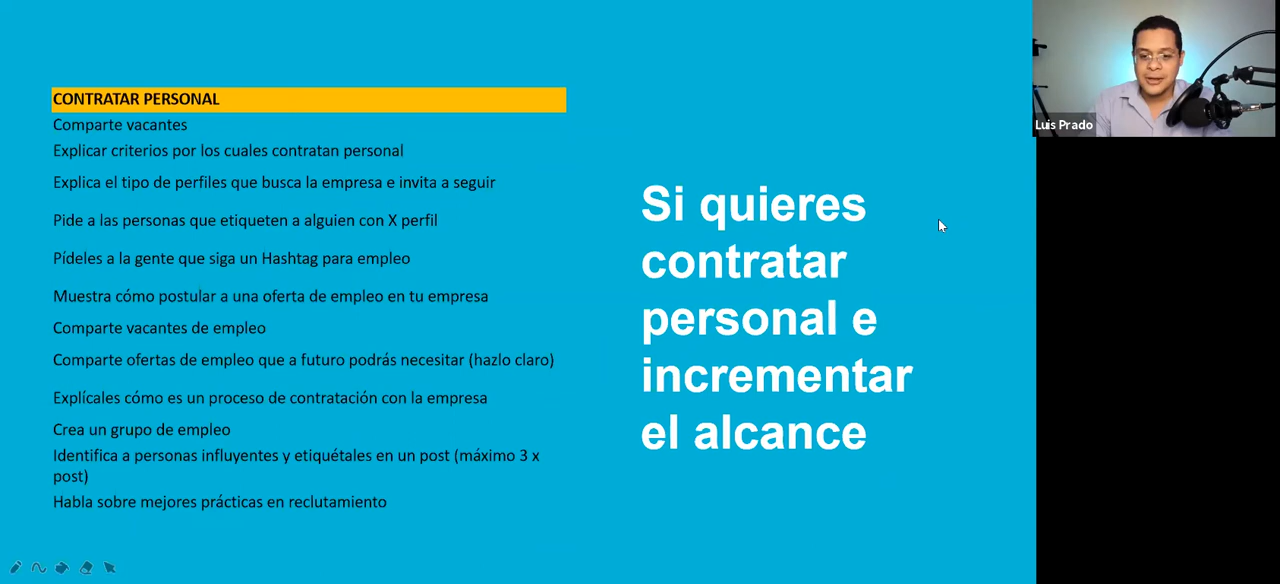 CONTRATAR PERSONAL
Comparte vacantes
Explicar criterios por los cuales contratan personal
Explica el tipo de perfiles que busca la empresa e invita a seguir
Pide a las personas que etiqueten a alguien con X perfil
Pídeles a la gente que siga un Hashtag para empleo
Muestra cómo postular a una oferta de empleo en tu empresa
Comparte vacantes de empleo
Comparte ofertas de empleo que a futuro podrás necesitar (hazlo claro)
Explícales cómo es un proceso de contratación con la empresa
Crea un grupo de empleo
Identifica a personas influyentes y etiquétales en un post (máximo 3 x
post)
Habla sobre mejores prácticas en reclutamiento
Si quieres
contratar
personal e
incrementar
el alcance
Luis Prado